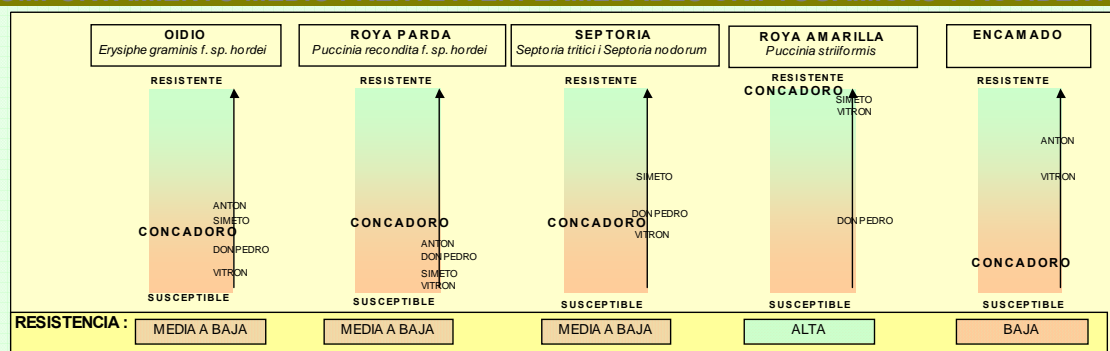 OIDIO
Erysiphe graminis f. sp. hordei
ROYA PARDA
Puccinia recondita f. sp. hordei
SEPTORIA
Septoria tritici i Septoria nodorum
ROYA AMARILLA
Puccinia striiformis
ENCAMADO
RESISTENTE
ANTON
SIMETO
CONCADORO
DON PEDRO
VITRON
SUSCEPTIBLE
RESISTENTE
CONCADORO
ANTON
DON PEDRO
SIMETO
VITRON
SUSCEPTIBLE
RESISTENTE
SIMETO
DON PEDRO
CONCADORO
VITRON
SUSCEPTIBLE
RESISTENTE
CONCADORO
SIMETO
VITRON
DON PEDRO
SUSCEPTIBLE
RESISTENTE
ANTON
VITRON
CONCADORO
SUSCEPTIBLE
RESISTENCIA :
MEDIA A BAJA
MEDIA A BAJA
MEDIA A BAJA
ALTA
BAJA